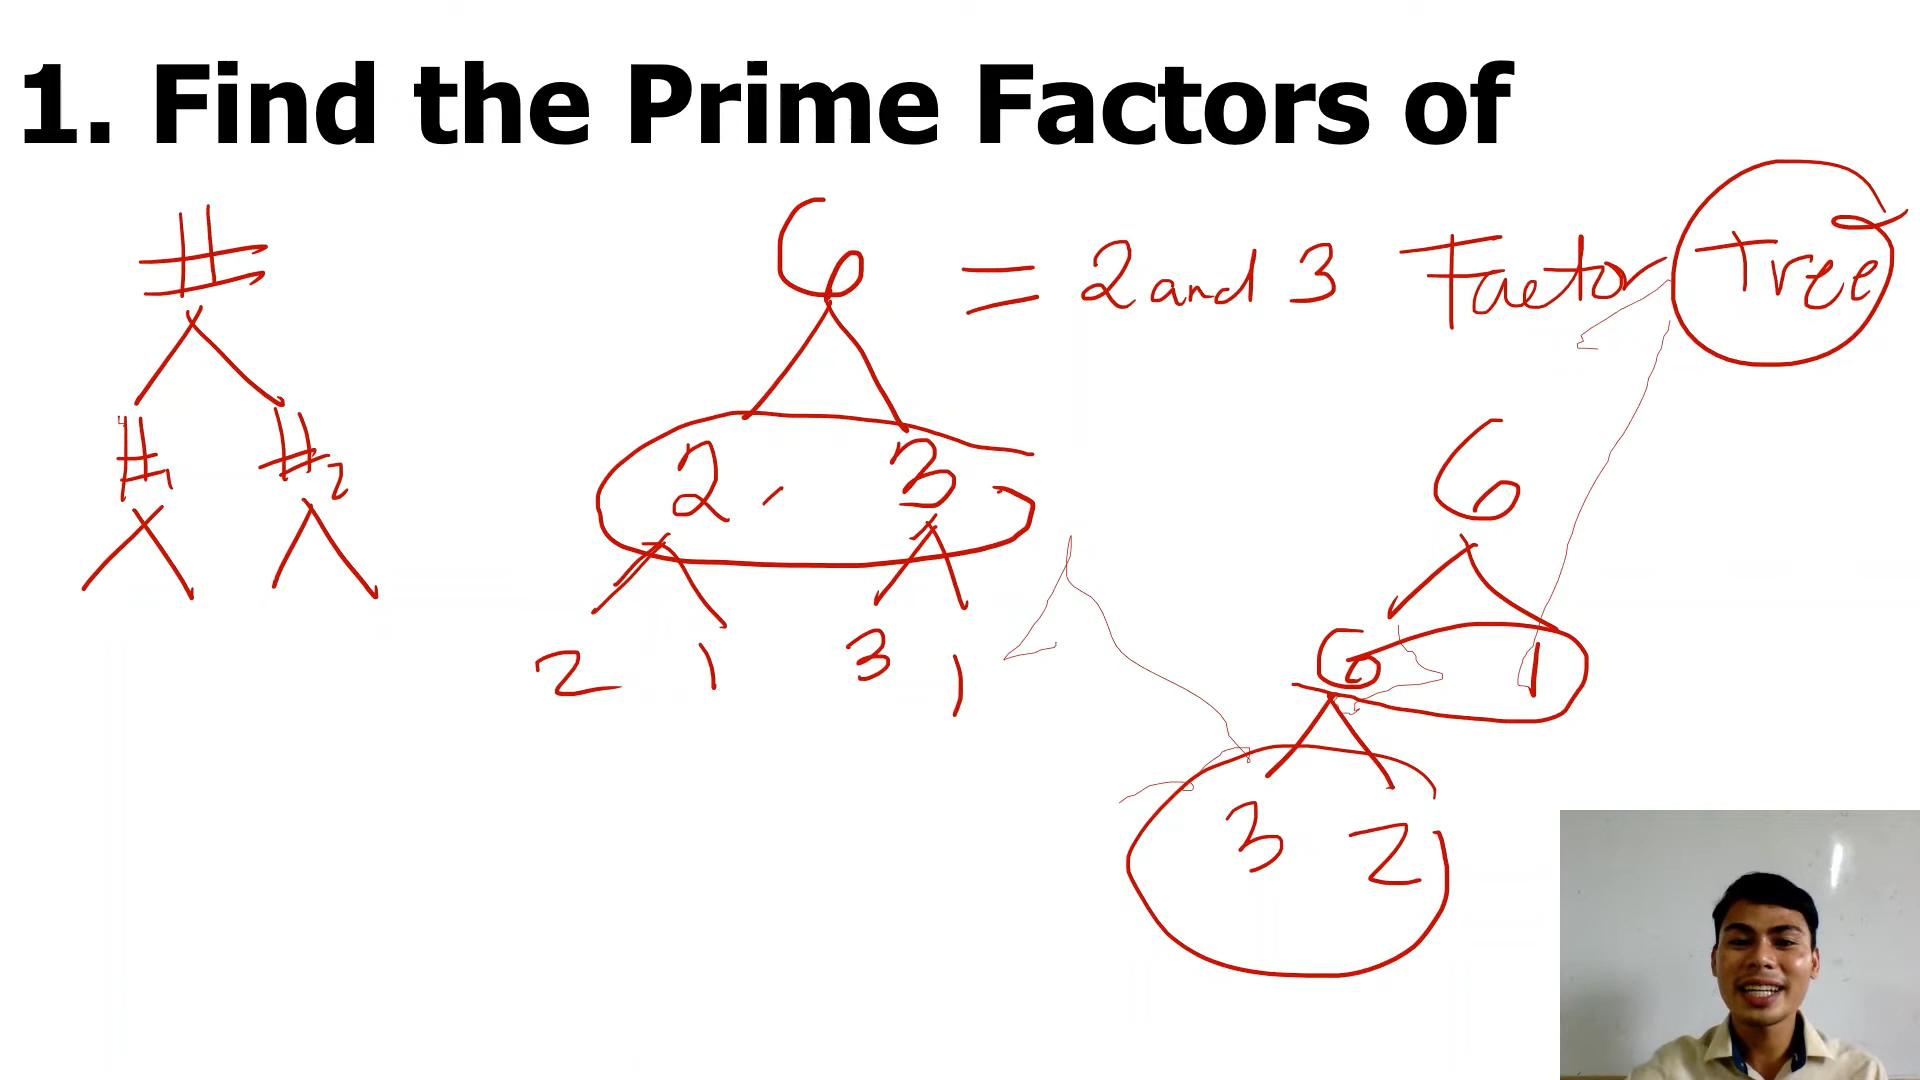 1. Find the Prime Factors of
# 6 = 2 and 3 Factor Tree
#1 #2 2 , 3 6
2 1 3 1 6 1
3 2